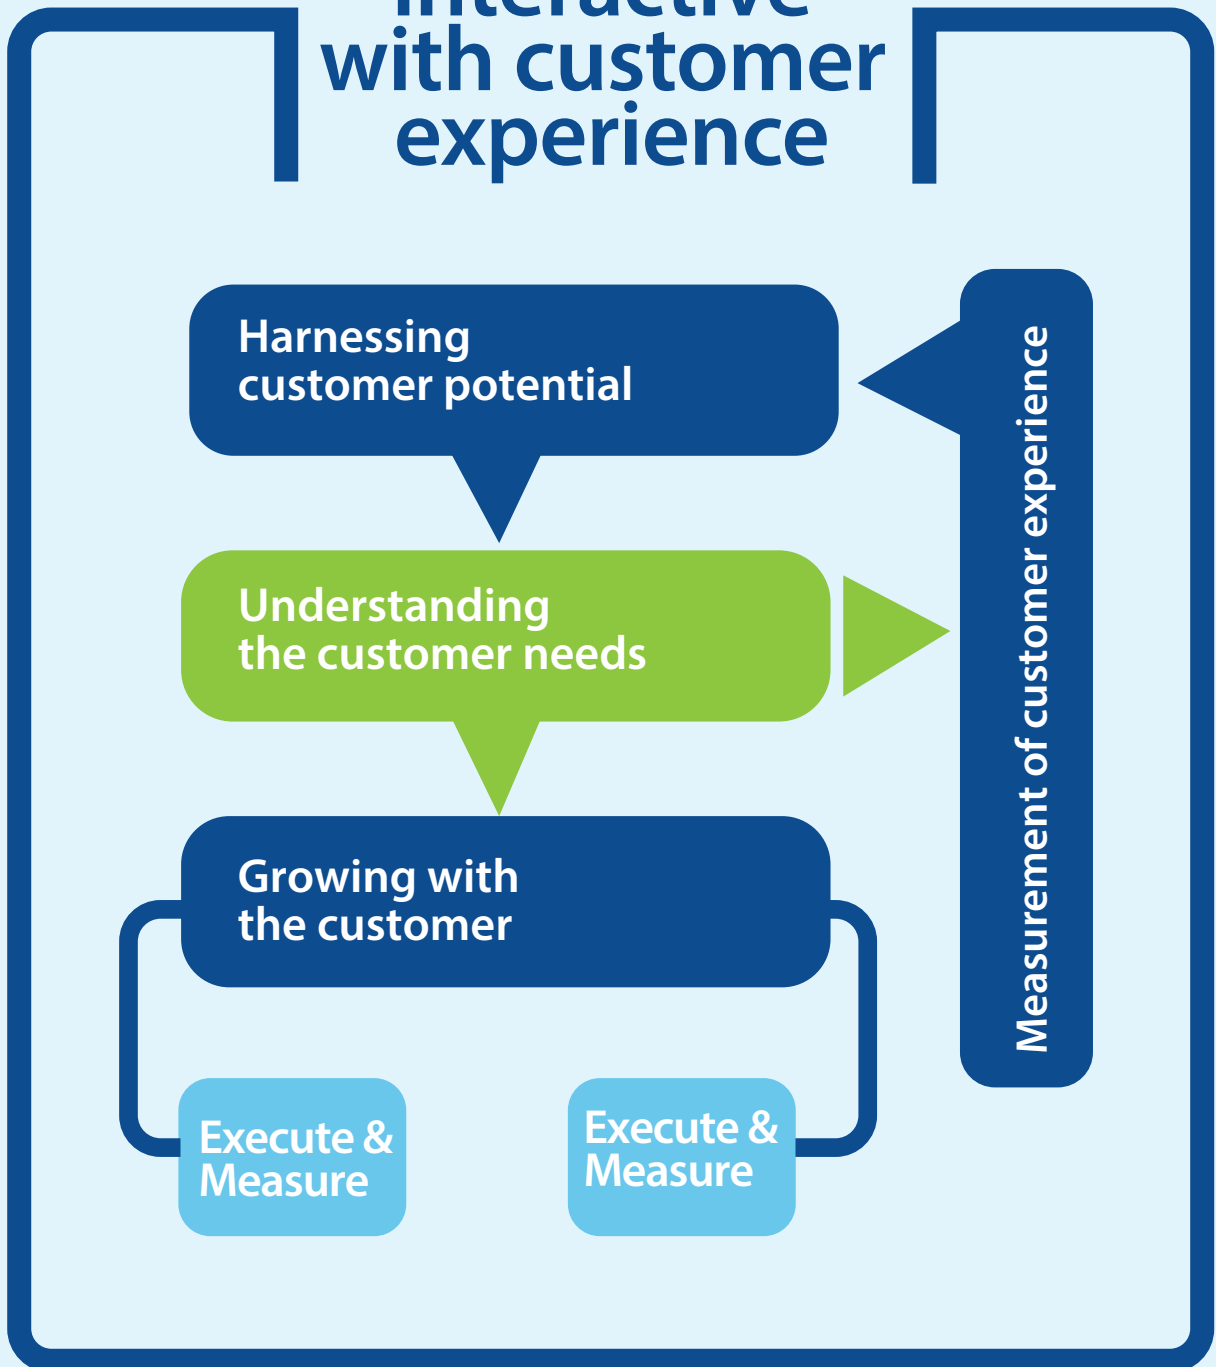 interactive
with customer
experience
Harnessing
customer potential
Understanding
the customer needs
Growing with
the customer
Execute &
Measure
Execute &
Measure
Measurement of customer experience